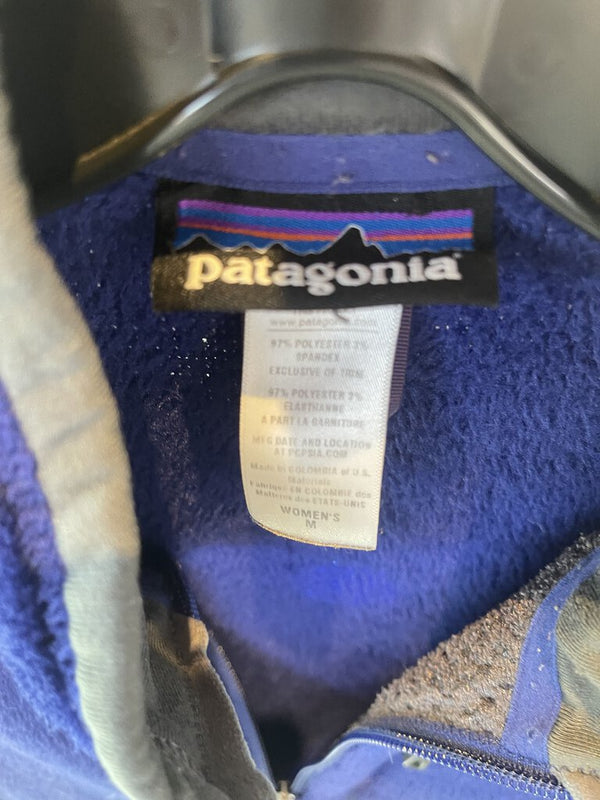 patagonia
www.patagonia.com
97% POLYESTER 3%
SPANDEX
EXCLUSIVE OF TRIM
97% POLYESTER 3%
ELASTHANNE
A PART LA GARNITURE
MFG DATE AND LOCATION
AT PCPSIA.COM
Made in COLOMBIA of U.S.
Materials
Fabriqué en COLOMBIE des
Matières des ETATS-UNIS
WOMEN'S
M